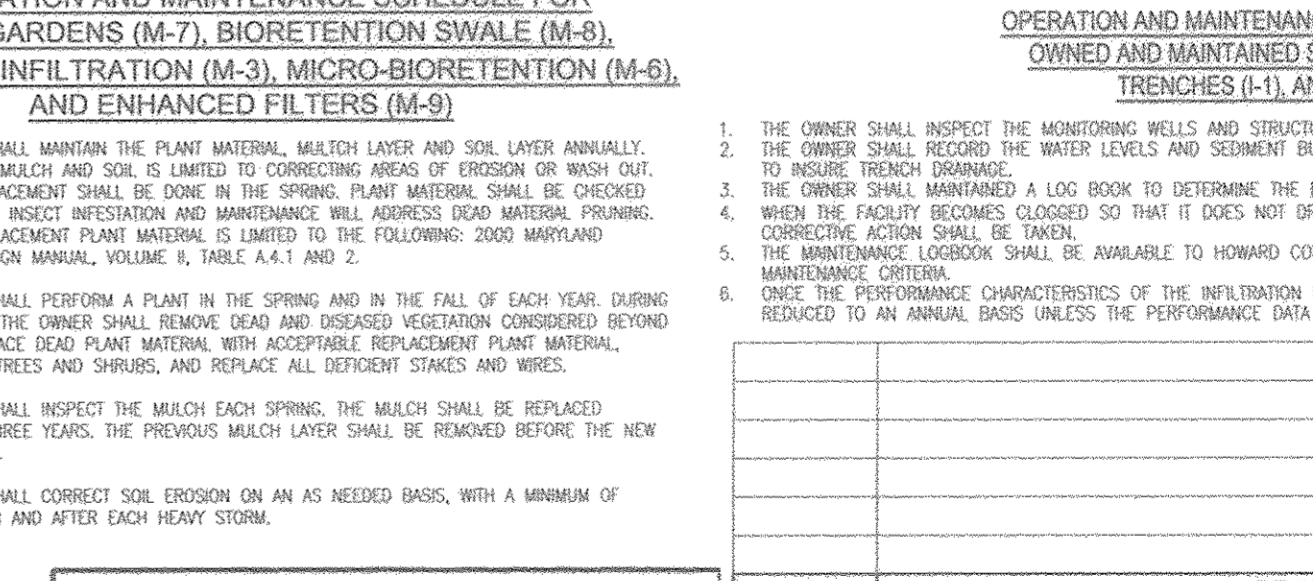 ATION AND MAINTENANCE SCHEDULE FOR
GARDENS (M-7), BIORETENTION SWALE (M-8),
INFILTRATION (M-3), MICRO-BIORETENTION (M-6),
AND ENHANCED FILTERS (M-9)
HALL MAINTAIN THE PLANT MATERIAL, MULTCH LAYER AND SOIL LAYER ANNUALLY.
MULCH AND SOIL IS LIMITED TO CORRECTING AREAS OF EROSION OR WASH OUT.
ACEMENT SHALL BE DONE IN THE SPRING. PLANT MATERIAL SHALL BE CHECKED
INSECT INFESTATION AND MAINTENANCE WILL ADDRESS DEAD MATERIAL PRUNING.
ACEMENT PLANT MATERIAL IS LIMITED TO THE FOLLOWING: 2000 MARYLAND
GN MANUAL, VOLUME II, TABLE A.4.1 AND 2.
HALL PERFORM A PLANT IN THE SPRING AND IN THE FALL OF EACH YEAR. DURING
THE OWNER SHALL REMOVE DEAD AND DISEASED VEGETATION CONSIDERED BEYOND
ACE DEAD PLANT MATERIAL WITH ACCEPTABLE REPLACEMENT PLANT MATERIAL,
TREES AND SHRUBS, AND REPLACE ALL DEFICIENT STAKES AND WIRES.
HALL INSPECT THE MULCH EACH SPRING. THE MULCH SHALL BE REPLACED
HREE YEARS. THE PREVIOUS MULCH LAYER SHALL BE REMOVED BEFORE THE NEW
HALL CORRECT SOIL EROSION ON AN AS NEEDED BASIS, WITH A MINIMUM OF
AND AFTER EACH HEAVY STORM.
OPERATION AND MAINTENAN
OWNED AND MAINTAINED S
TRENCHES (I-1), AN
1. THE OWNER SHALL INSPECT THE MONITORING WELLS AND STRUCTU
2. THE OWNER SHALL RECORD THE WATER LEVELS AND SEDIMENT BU
TO INSURE TRENCH DRAINAGE.
3. THE OWNER SHALL MAINTAINED A LOG BOOK TO DETERMINE THE
4. WHEN THE FACILITY BECOMES CLOGGED SO THAT IT DOES NOT DR
CORRECTIVE ACTION SHALL BE TAKEN.
5. THE MAINTENANCE LOGBOOK SHALL BE AVAILABLE TO HOWARD CO
MAINTENANCE CRITERIA.
6. ONCE THE PERFORMANCE CHARACTERISTICS OF THE INFILTRATION
REDUCED TO AN ANNUAL BASIS UNLESS THE PERFORMANCE DATA